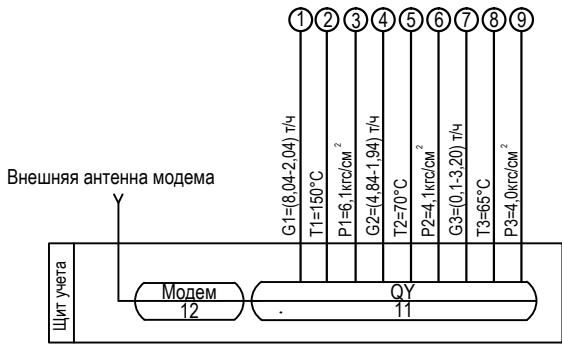 1 2 3 4 5 6 7 8 9
G1=(8,04-2,04) т/ч
T1=150°C
P1=6,1кгс/см²
G2=(4,84-1,94) т/ч
T2=70°C
P2=4,1кгс/см²
G3=(0,1-3,20) т/ч
T3=65°C
P3=4,0кгс/см²
Внешняя антенна модема
Щит учета
Модем
12
QY
11